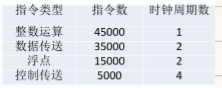 指令类型 指令数 时钟周期数
整数运算 45000 1
数据传送 35000 2
浮点 15000 2
控制传送 5000 4